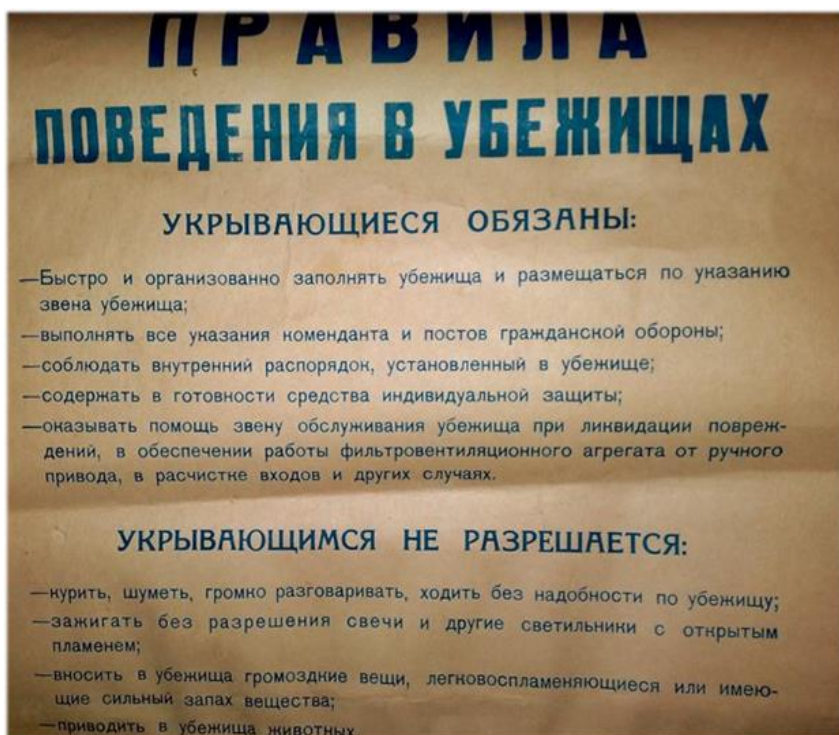 ПРАВИЛА
ПОВЕДЕНИЯ В УБЕЖИЩАХ
УКРЫВАЮЩИЕСЯ ОБЯЗАНЫ:
—Быстро и организованно заполнять убежища и размещаться по указанию
звена убежища;
—выполнять все указания коменданта и постов гражданской обороны;
—соблюдать внутренний распорядок, установленный в убежище;
—содержать в готовности средства индивидуальной защиты;
—оказывать помощь звену обслуживания убежища при ликвидации повреж-
дений, в обеспечении работы фильтровентиляционного агрегата от ручного
привода, в расчистке входов и других случаях.
УКРЫВАЮЩИМСЯ НЕ РАЗРЕШАЕТСЯ:
—курить, шуметь, громко разговаривать, ходить без надобности по убежищу;
—зажигать без разрешения свечи и другие светильники с открытым
пламенем;
—вносить в убежища громоздкие вещи, легковоспламеняющиеся или имею-
щие сильный запах вещества;
—приводить в убежища животных